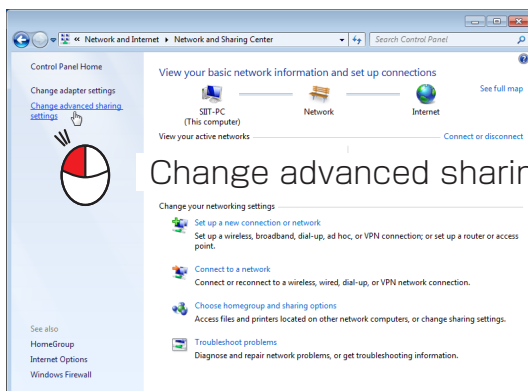 « Network and Internet ▸ Network and Sharing Center
Search Control Panel
Control Panel Home
Change adapter settings
Change advanced sharing
settings
View your basic network information and set up connections
See full map
SIIT-PC
(This computer)
Network
Internet
View your active networks
Connect or disconnect
Change advanced sharin
Change your networking settings
Set up a new connection or network
Set up a wireless, broadband, dial-up, ad hoc, or VPN connection; or set up a router or access
point.
Connect to a network
Connect or reconnect to a wireless, wired, dial-up, or VPN network connection.
Choose homegroup and sharing options
Access files and printers located on other network computers, or change sharing settings.
Troubleshoot problems
Diagnose and repair network problems, or get troubleshooting information.
See also
HomeGroup
Internet Options
Windows Firewall